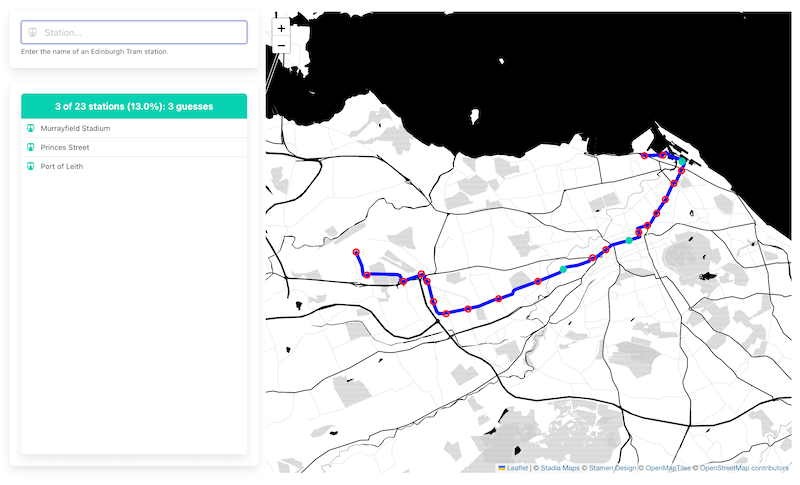 Station...
Enter the name of an Edinburgh Tram station.
3 of 23 stations (13.0%): 3 guesses
Murrayfield Stadium
Princes Street
Port of Leith
+
−
Leaflet | © Stadia Maps © Stamen Design © OpenMapTiles © OpenStreetMap contributors